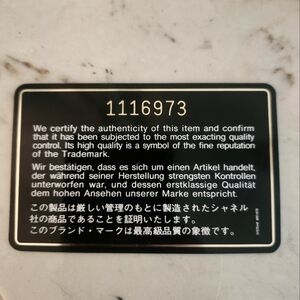 1116973
We certify the authenticity of this item and confirm
that it has been subjected to the most exacting quality
control. Its high quality is a symbol of the fine reputation
of the Trademark.
Wir bestätigen, dass es sich um einen Artikel handelt,
der während seiner Herstellung strengsten Kontrollen
unterworfen war, und dessen erstklassige Qualität
dem hohen Ansehen unserer Marke entspricht.
この製品は厳しい管理のもとに製造されたシャネル
社の商品であることを証明いたします。
このブランド・マークは最高級品質の象徴です。